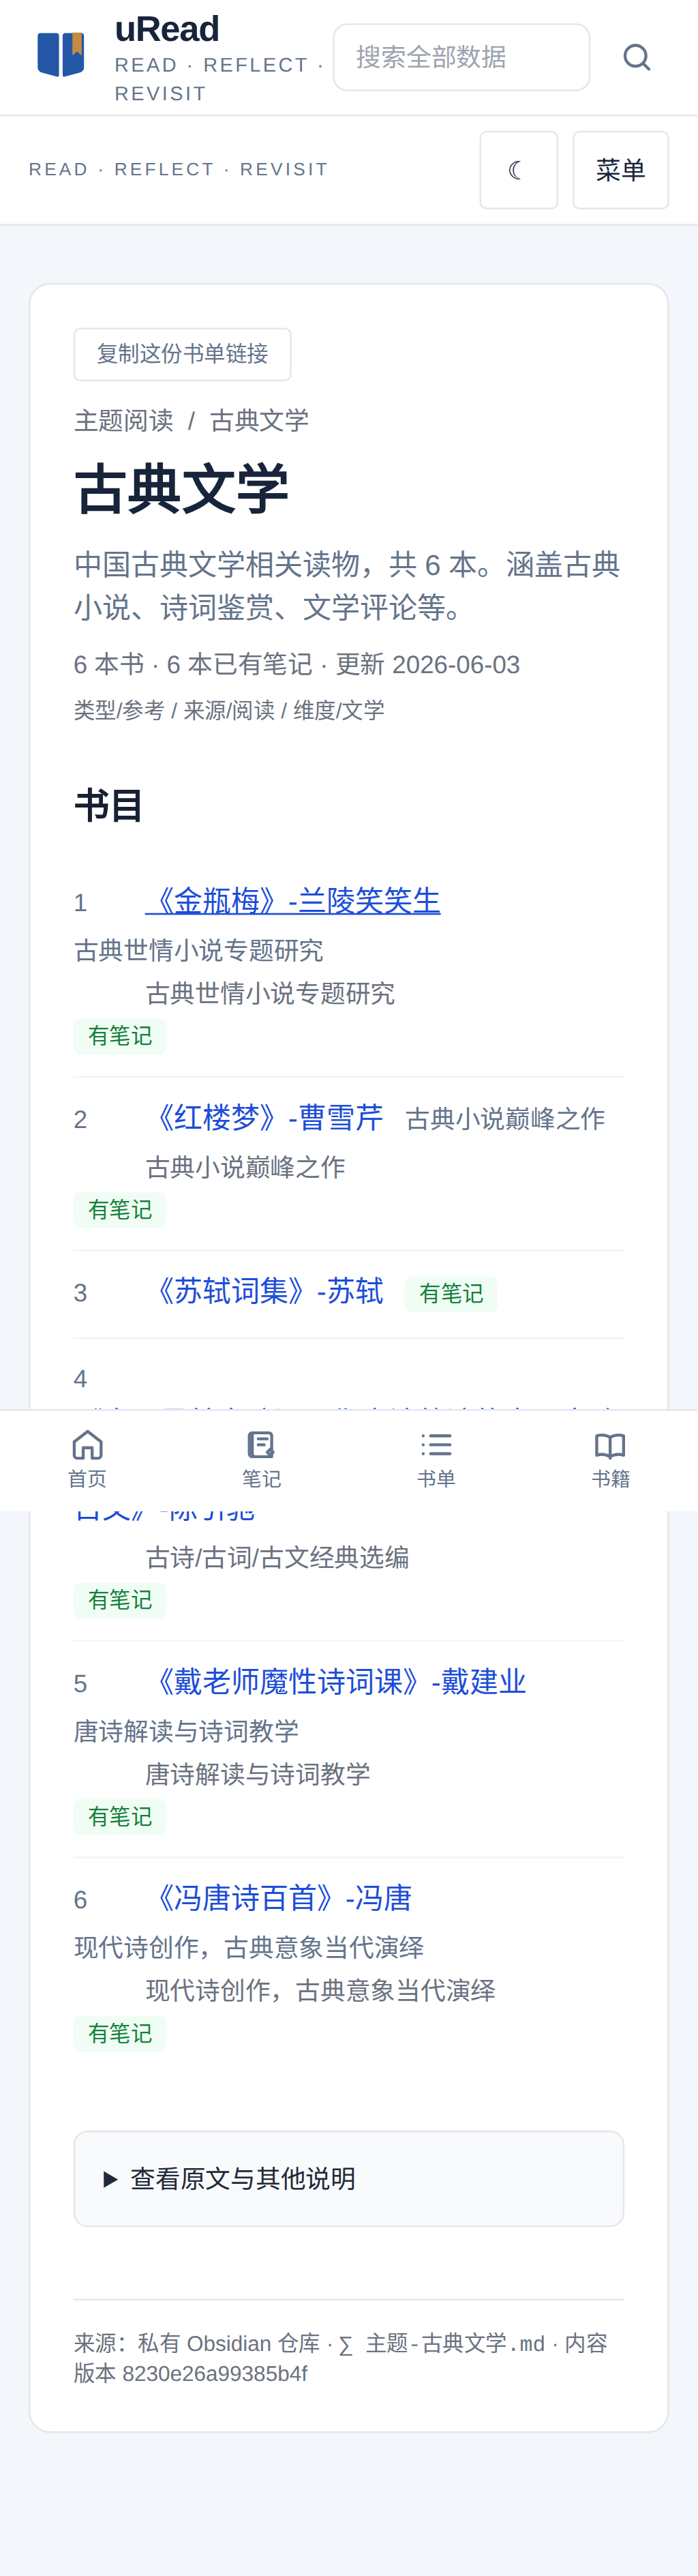 uRead
READ · REFLECT ·
REVISIT
搜索全部数据
READ · REFLECT · REVISIT
菜单
复制这份书单链接
主题阅读 / 古典文学
古典文学
中国古典文学相关读物，共 6 本。涵盖古典
小说、诗词鉴赏、文学评论等。
6 本书 · 6 本已有笔记 · 更新 2026-06-03
类型/参考 / 来源/阅读 / 维度/文学
书目
1 《金瓶梅》-兰陵笑笑生
古典世情小说专题研究
古典世情小说专题研究
有笔记
2 《红楼梦》-曹雪芹 古典小说巅峰之作
古典小说巅峰之作
有笔记
3 《苏轼词集》-苏轼 有笔记
4
首页 笔记 书单 书籍
古诗/古词/古文经典选编
有笔记
5 《戴老师魔性诗词课》-戴建业
唐诗解读与诗词教学
唐诗解读与诗词教学
有笔记
6 《冯唐诗百首》-冯唐
现代诗创作，古典意象当代演绎
现代诗创作，古典意象当代演绎
有笔记
▶ 查看原文与其他说明
来源：私有 Obsidian 仓库 · ∑ 主题-古典文学.md · 内容
版本 8230e26a99385b4f